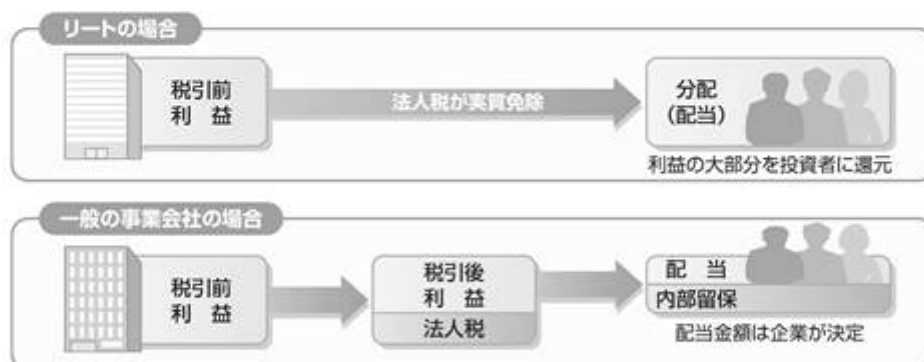 リートの場合
税引前
利　益
法人税が実質免除
分配
（配当）
利益の大部分を投資者に還元
一般の事業会社の場合
税引前
利　益
税引後
利　益
法人税
配　当
内部留保
配当金額は企業が決定